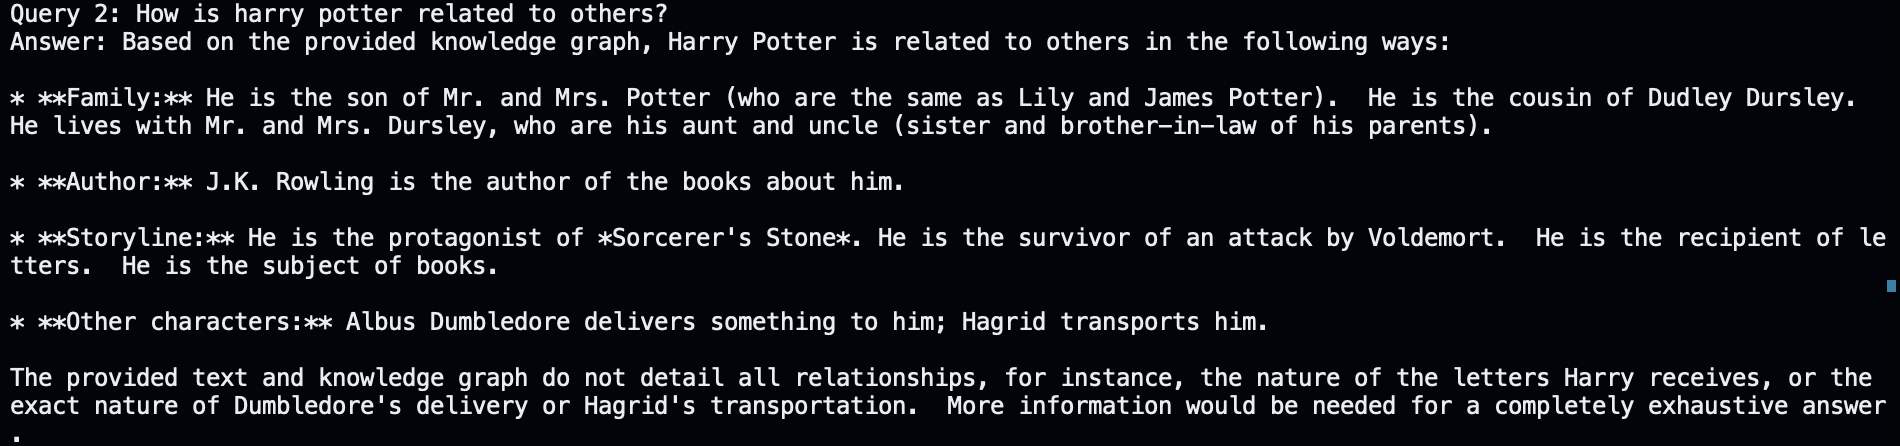 Query 2: How is harry potter related to others?
Answer: Based on the provided knowledge graph, Harry Potter is related to others in the following ways:
* **Family:** He is the son of Mr. and Mrs. Potter (who are the same as Lily and James Potter).  He is the cousin of Dudley Dursley.
He lives with Mr. and Mrs. Dursley, who are his aunt and uncle (sister and brother-in-law of his parents).
* **Author:** J.K. Rowling is the author of the books about him.
* **Storyline:** He is the protagonist of *Sorcerer's Stone*. He is the survivor of an attack by Voldemort.  He is the recipient of le
tters.  He is the subject of books.
* **Other characters:** Albus Dumbledore delivers something to him; Hagrid transports him.
The provided text and knowledge graph do not detail all relationships, for instance, the nature of the letters Harry receives, or the
exact nature of Dumbledore's delivery or Hagrid's transportation.  More information would be needed for a completely exhaustive answer
.